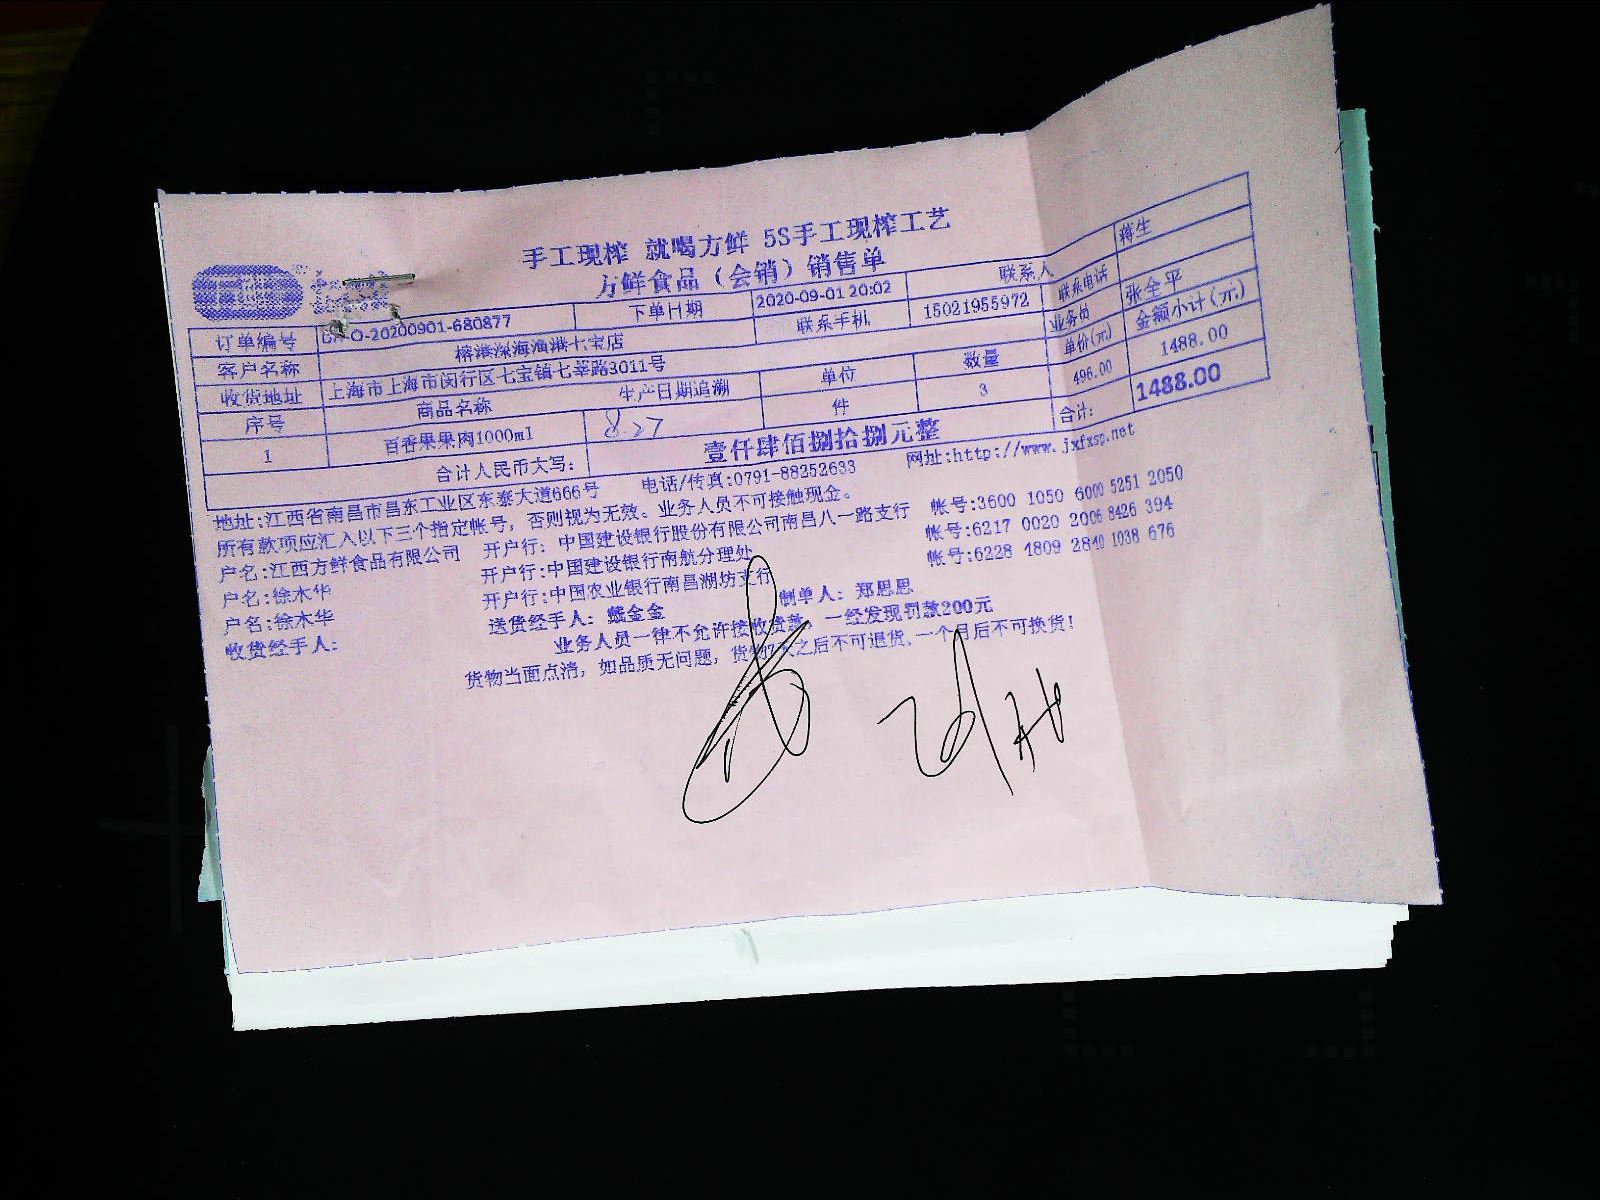 手工现榨 就喝方鲜 5S手工现榨工艺
方鲜食品（会销）销售单
订单编号 O-20200901-680877 下单日期 2020-09-01 20:02 联系人 蒋生
客户名称 榕港深海渔港七宝店 联系手机 15021955972 联系电话
收货地址 上海市上海市闵行区七宝镇七莘路3011号 业务员 张全平
序号 商品名称 生产日期追溯 单位 数量 单价(元) 金额小计(元)
1 百香果果肉1000ml 8.27 件 3 496.00 1488.00
合计人民币大写: 壹仟肆佰捌拾捌元整 合计: 1488.00
地址:江西省南昌市昌东工业区东泰大道666号 电话/传真:0791-88252633 网址:http://www.jxfxsp.net
所有款项应汇入以下三个指定帐号，否则视为无效。业务人员不可接触现金。
户名:江西方鲜食品有限公司 开户行: 中国建设银行股份有限公司南昌八一路支行 帐号:3600 1050 6000 5251 2050
户名:徐木华 开户行:中国建设银行南航分理处 帐号:6217 0020 2006 8426 394
户名:徐木华 开户行:中国农业银行南昌湖坊支行 帐号:6228 4809 2840 1038 676
收货经手人: 送货经手人: 戴金金 制单人: 郑思思
业务人员一律不允许接收货款，一经发现罚款200元
货物当面点清，如品质无问题，货物7天之后不可退货，一个月后不可换货！